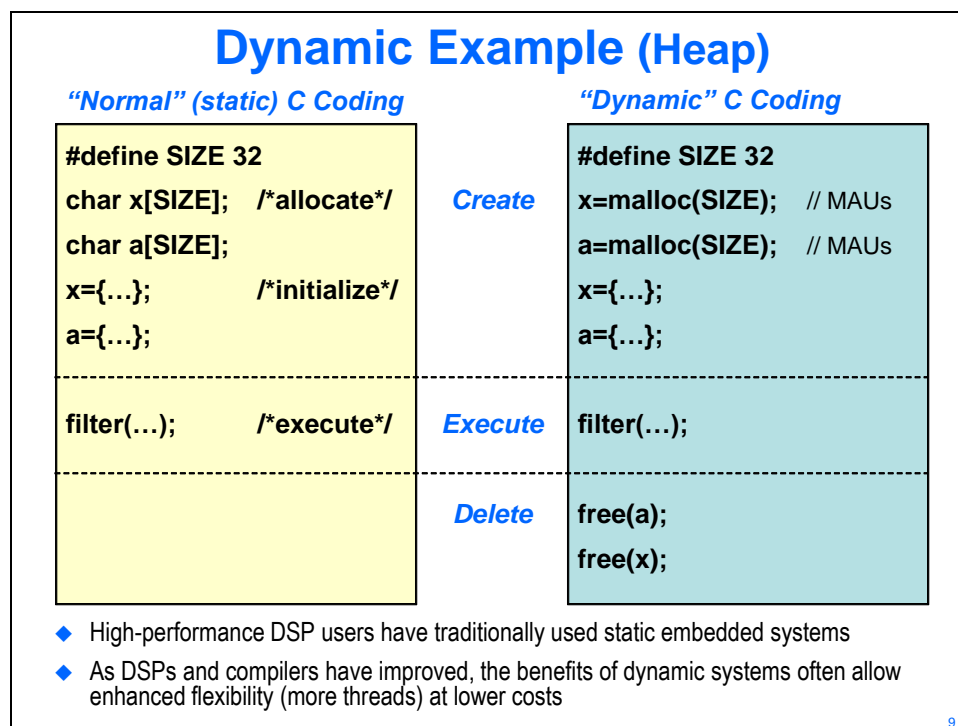 Dynamic Example (Heap)
“Normal” (static) C Coding
“Dynamic” C Coding
#define SIZE 32
char x[SIZE]; /*allocate*/
char a[SIZE];
x={…}; /*initialize*/
a={…};
filter(…); /*execute*/
Create
Execute
Delete
#define SIZE 32
x=malloc(SIZE); // MAUs
a=malloc(SIZE); // MAUs
x={…};
a={…};
filter(…);
free(a);
free(x);
High-performance DSP users have traditionally used static embedded systems
As DSPs and compilers have improved, the benefits of dynamic systems often allow
enhanced flexibility (more threads) at lower costs
9